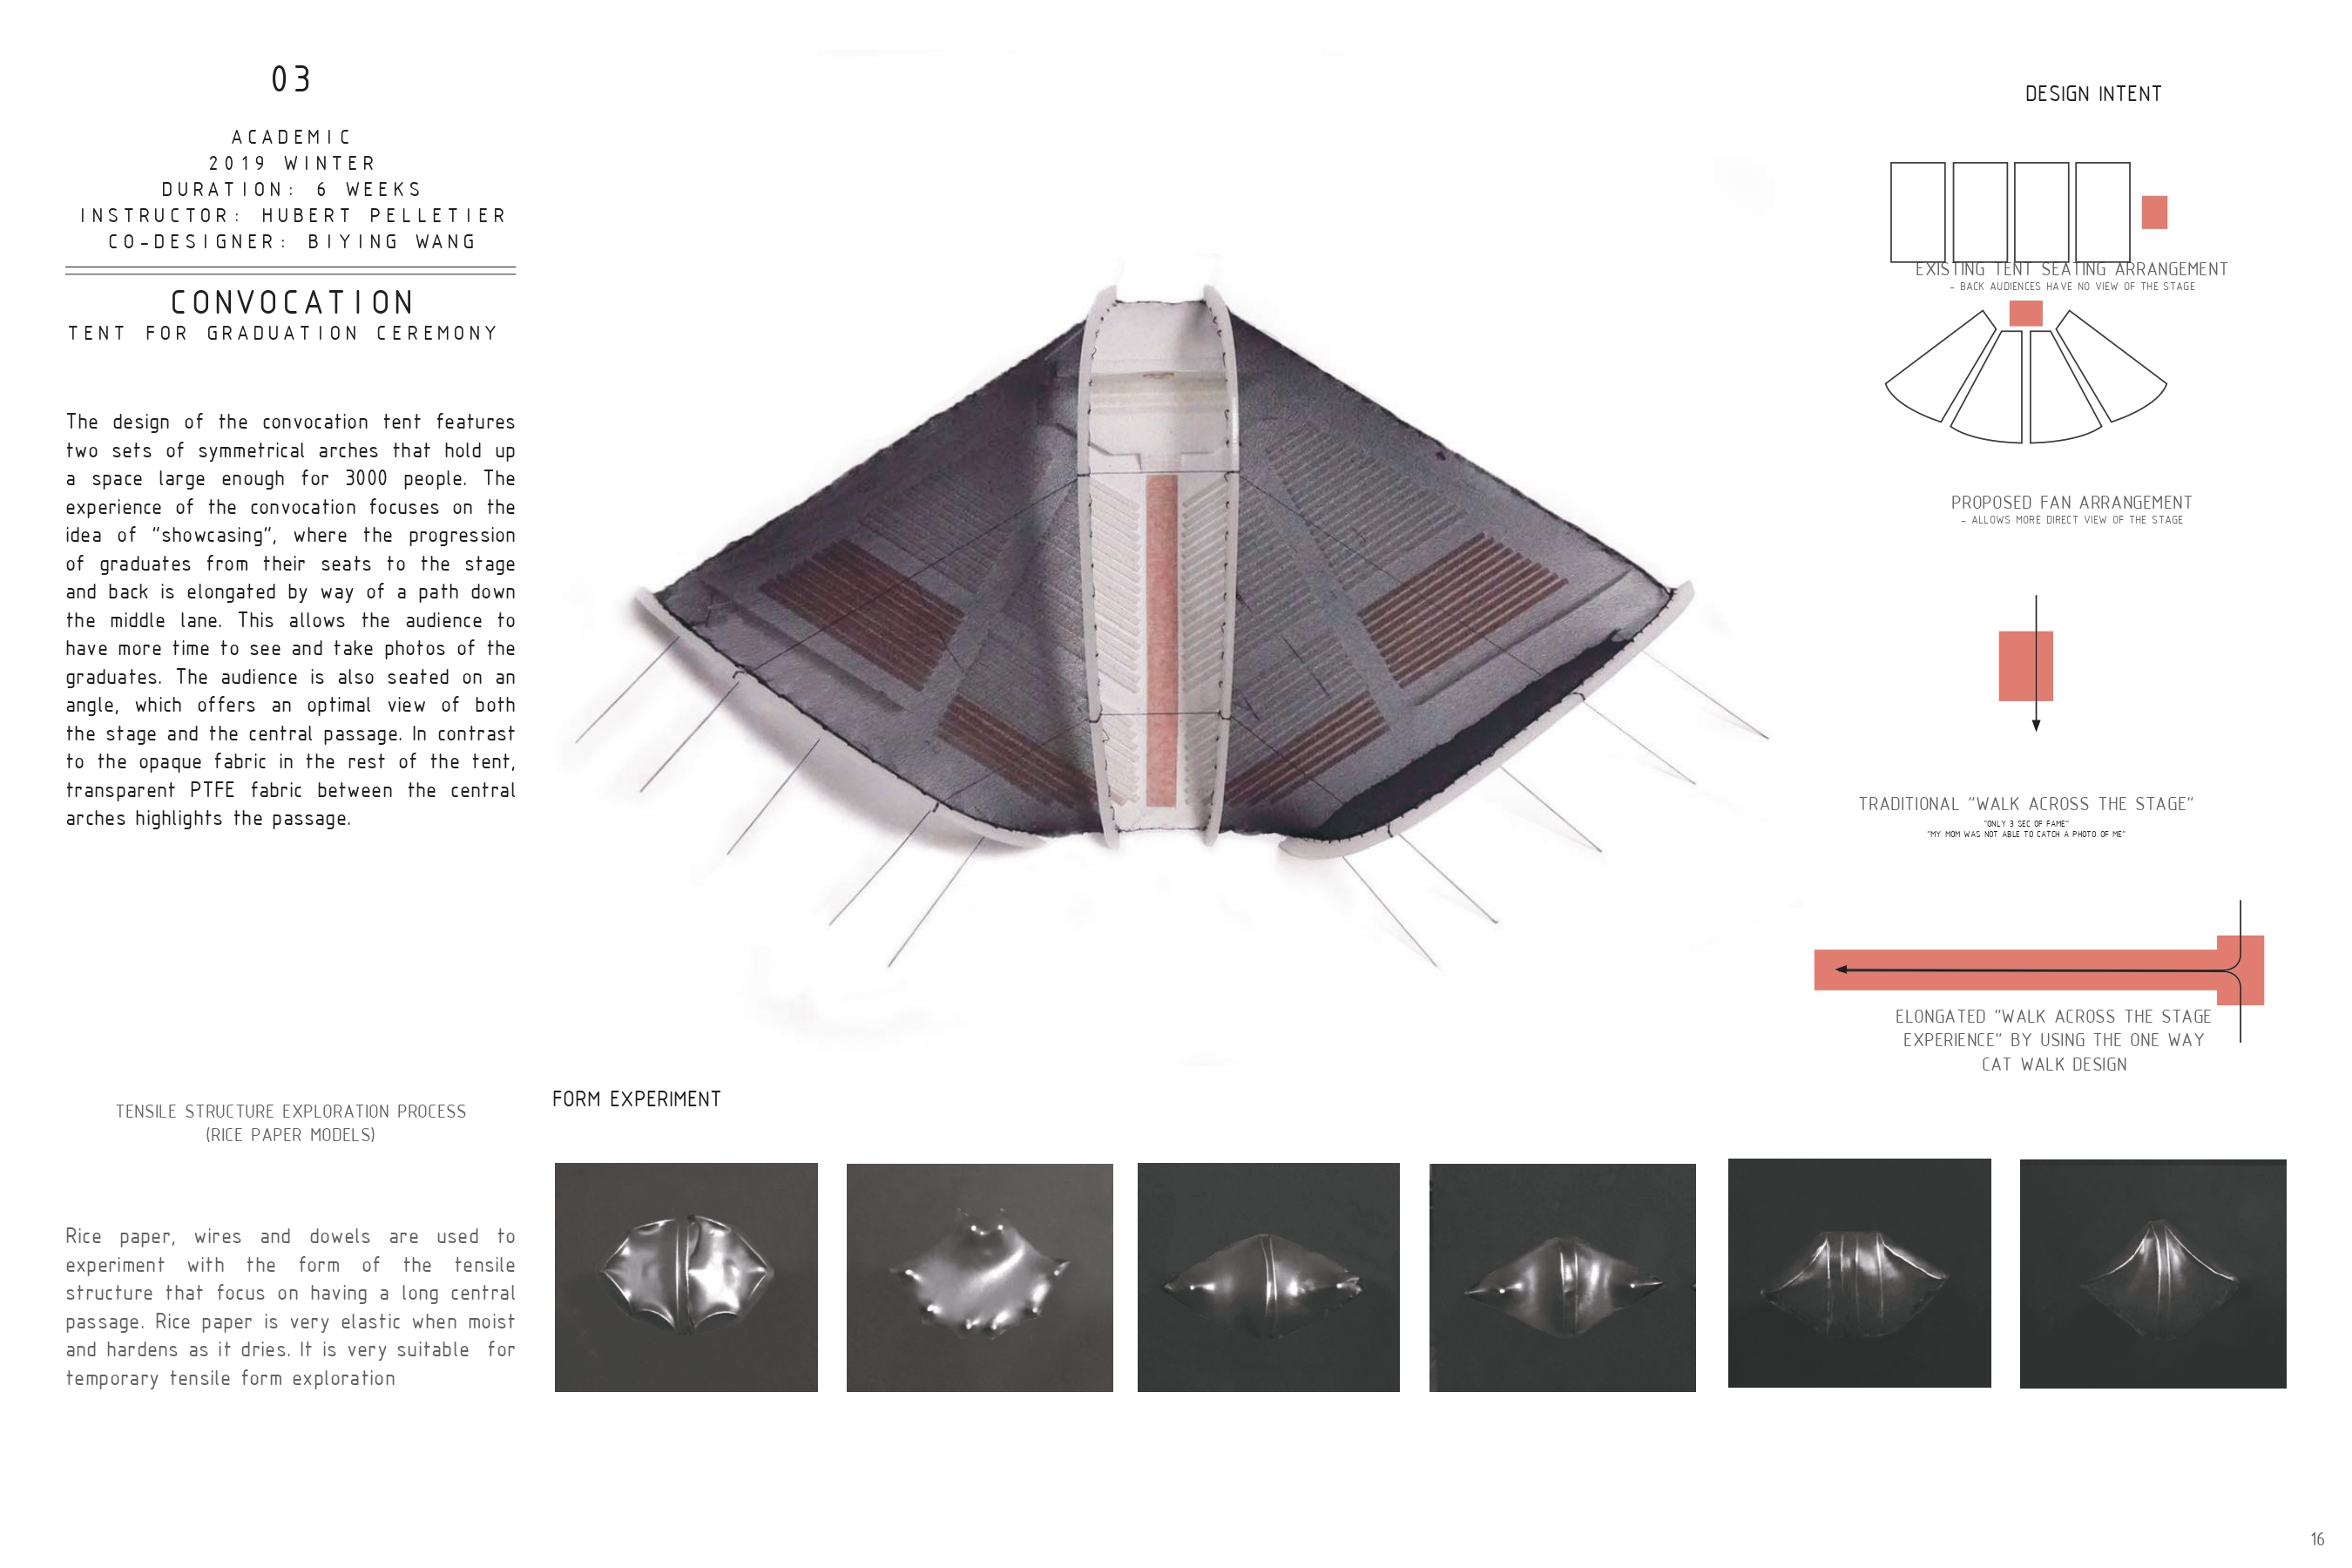 03
ACADEMIC
2019 WINTER
DURATION: 6 WEEKS
INSTRUCTOR: HUBERT PELLETIER
CO-DESIGNER: BIYING WANG
CONVOCATION
TENT FOR GRADUATION CEREMONY
The design of the convocation tent features
two sets of symmetrical arches that hold up
a space large enough for 3000 people. The
experience of the convocation focuses on the
idea of "showcasing", where the progression
of graduates from their seats to the stage
and back is elongated by way of a path down
the middle lane. This allows the audience to
have more time to see and take photos of the
graduates. The audience is also seated on an
angle, which offers an optimal view of both
the stage and the central passage. In contrast
to the opaque fabric in the rest of the tent,
transparent PTFE fabric between the central
arches highlights the passage.
DESIGN INTENT
EXISTING TENT SEATING ARRANGEMENT
- BACK AUDIENCES HAVE NO VIEW OF THE STAGE
PROPOSED FAN ARRANGEMENT
- ALLOWS MORE DIRECT VIEW OF THE STAGE
TRADITIONAL "WALK ACROSS THE STAGE"
"ONLY 3 SEC OF FAME"
"MY MOM WAS NOT ABLE TO CATCH A PHOTO OF ME"
ELONGATED "WALK ACROSS THE STAGE
EXPERIENCE" BY USING THE ONE WAY
CAT WALK DESIGN
TENSILE STRUCTURE EXPLORATION PROCESS
(RICE PAPER MODELS)
Rice paper, wires and dowels are used to
experiment with the form of the tensile
structure that focus on having a long central
passage. Rice paper is very elastic when moist
and hardens as it dries. It is very suitable for
temporary tensile form exploration
FORM EXPERIMENT
16